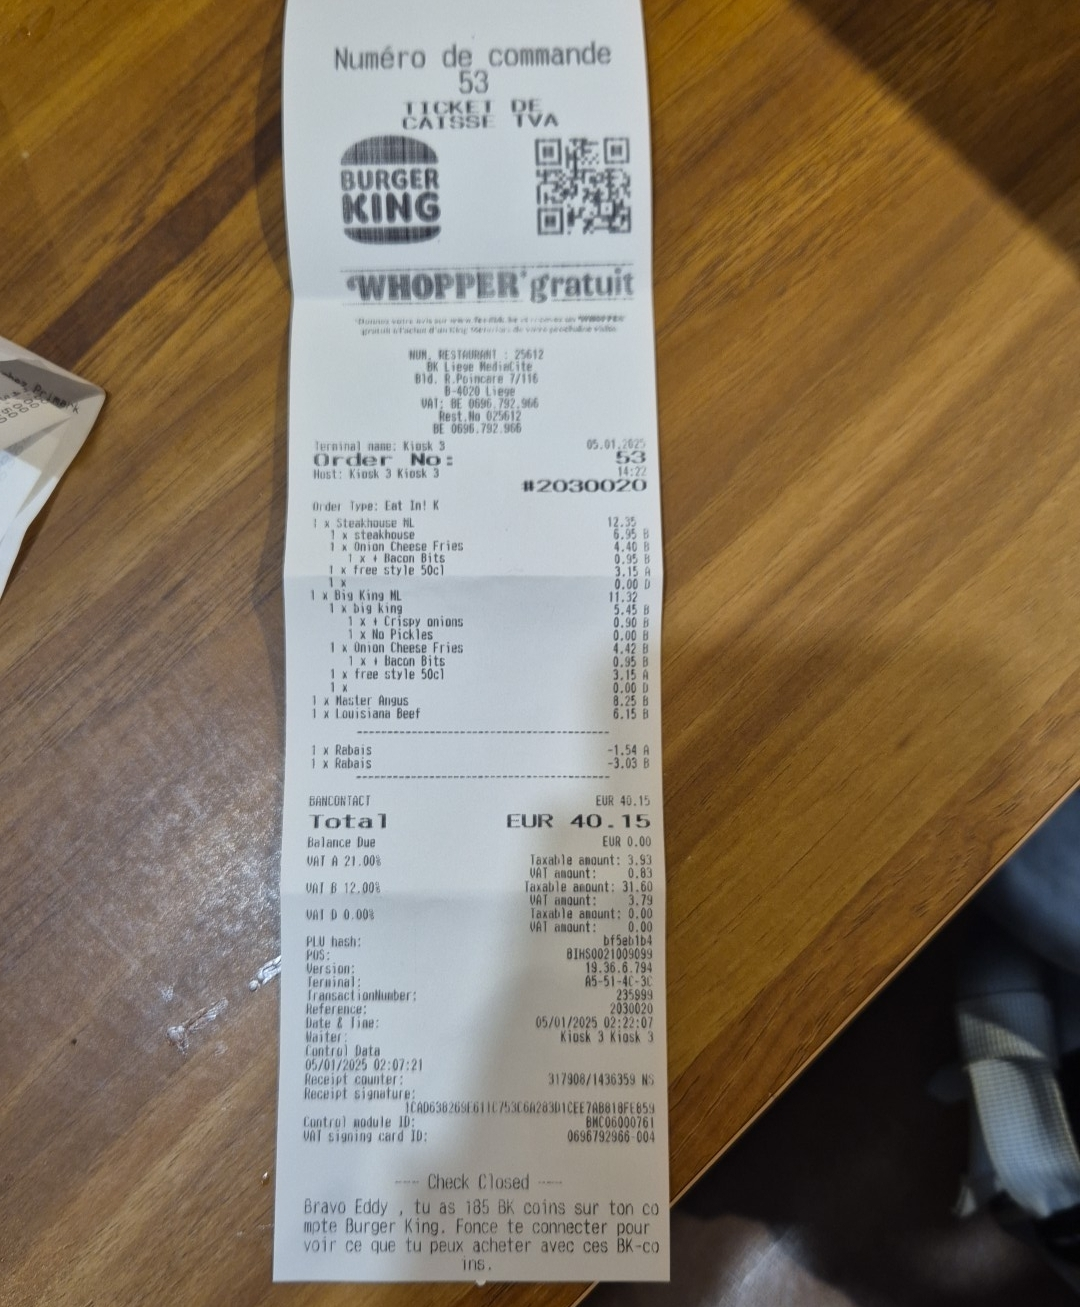 Numéro de commande
53
TICKET DE
CAISSE TVA
BURGER
KING
WHOPPER® gratuit
NUM. RESTAURANT : 25612
BK Liege MediaCite
Bld. R.Poincare 7/116
B-4020 Liege
VAT: BE 0696.792.966
Rest.No 025612
BE 0696.792.966
Terminal name: Kiosk 3 05.01.2025
Order No: 53
Host: Kiosk 3 Kiosk 3 14:22
#2030020
Order Type: Eat In! K
1 x Steakhouse ML 12.35
1 x steakhouse 6.95 B
1 x Onion Cheese Fries 4.40 B
1 x + Bacon Bits 0.95 B
1 x free style 50cl 3.15 A
1 x 0.00 D
1 x Big King ML 11.32
1 x big king 5.45 B
1 x + Crispy onions 0.90 B
1 x No Pickles 0.00 B
1 x Onion Cheese Fries 4.42 B
1 x + Bacon Bits 0.95 B
1 x free style 50cl 3.15 A
1 x 0.00 D
1 x Master Angus 8.25 B
1 x Louisiana Beef 6.15 B
1 x Rabais -1.54 A
1 x Rabais -3.03 B
BANCONTACT EUR 40.15
Total EUR 40.15
Balance Due EUR 0.00
VAT A 21.00% Taxable amount: 3.93
VAT amount: 0.83
VAT B 12.00% Taxable amount: 31.60
VAT amount: 3.79
VAT D 0.00% Taxable amount: 0.00
VAT amount: 0.00
PLU hash: bf5eb1b4
POS: BIHS0021009099
Version: 19.36.6.794
Terminal: A5-51-4C-3C
TransactionNumber: 235999
Reference: 2030020
Date & Time: 05/01/2025 02:22:07
Waiter: Kiosk 3 Kiosk 3
Control Data
05/01/2025 02:07:21
Receipt counter: 317908/1436359 NS
Receipt signature:
Control module ID: BMC06000761
VAT signing card ID: 0696792966-004
---- Check Closed ----
Bravo Eddy , tu as 185 BK coins sur ton co
mpte Burger King. Fonce te connecter pour
voir ce que tu peux acheter avec ces BK-co
ins.